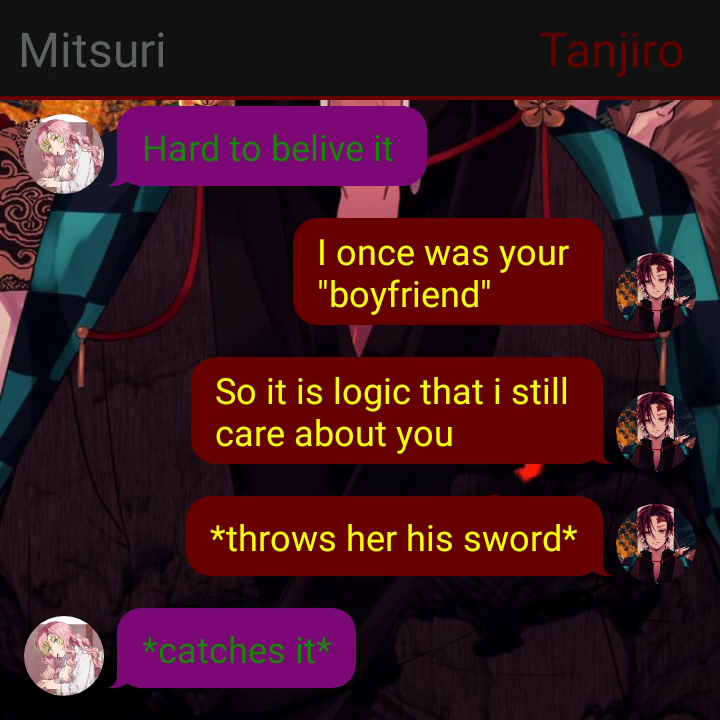 Mitsuri
Tanjiro
Hard to belive it
I once was your
"boyfriend"
So it is logic that i still
care about you
*throws her his sword*
*catches it*